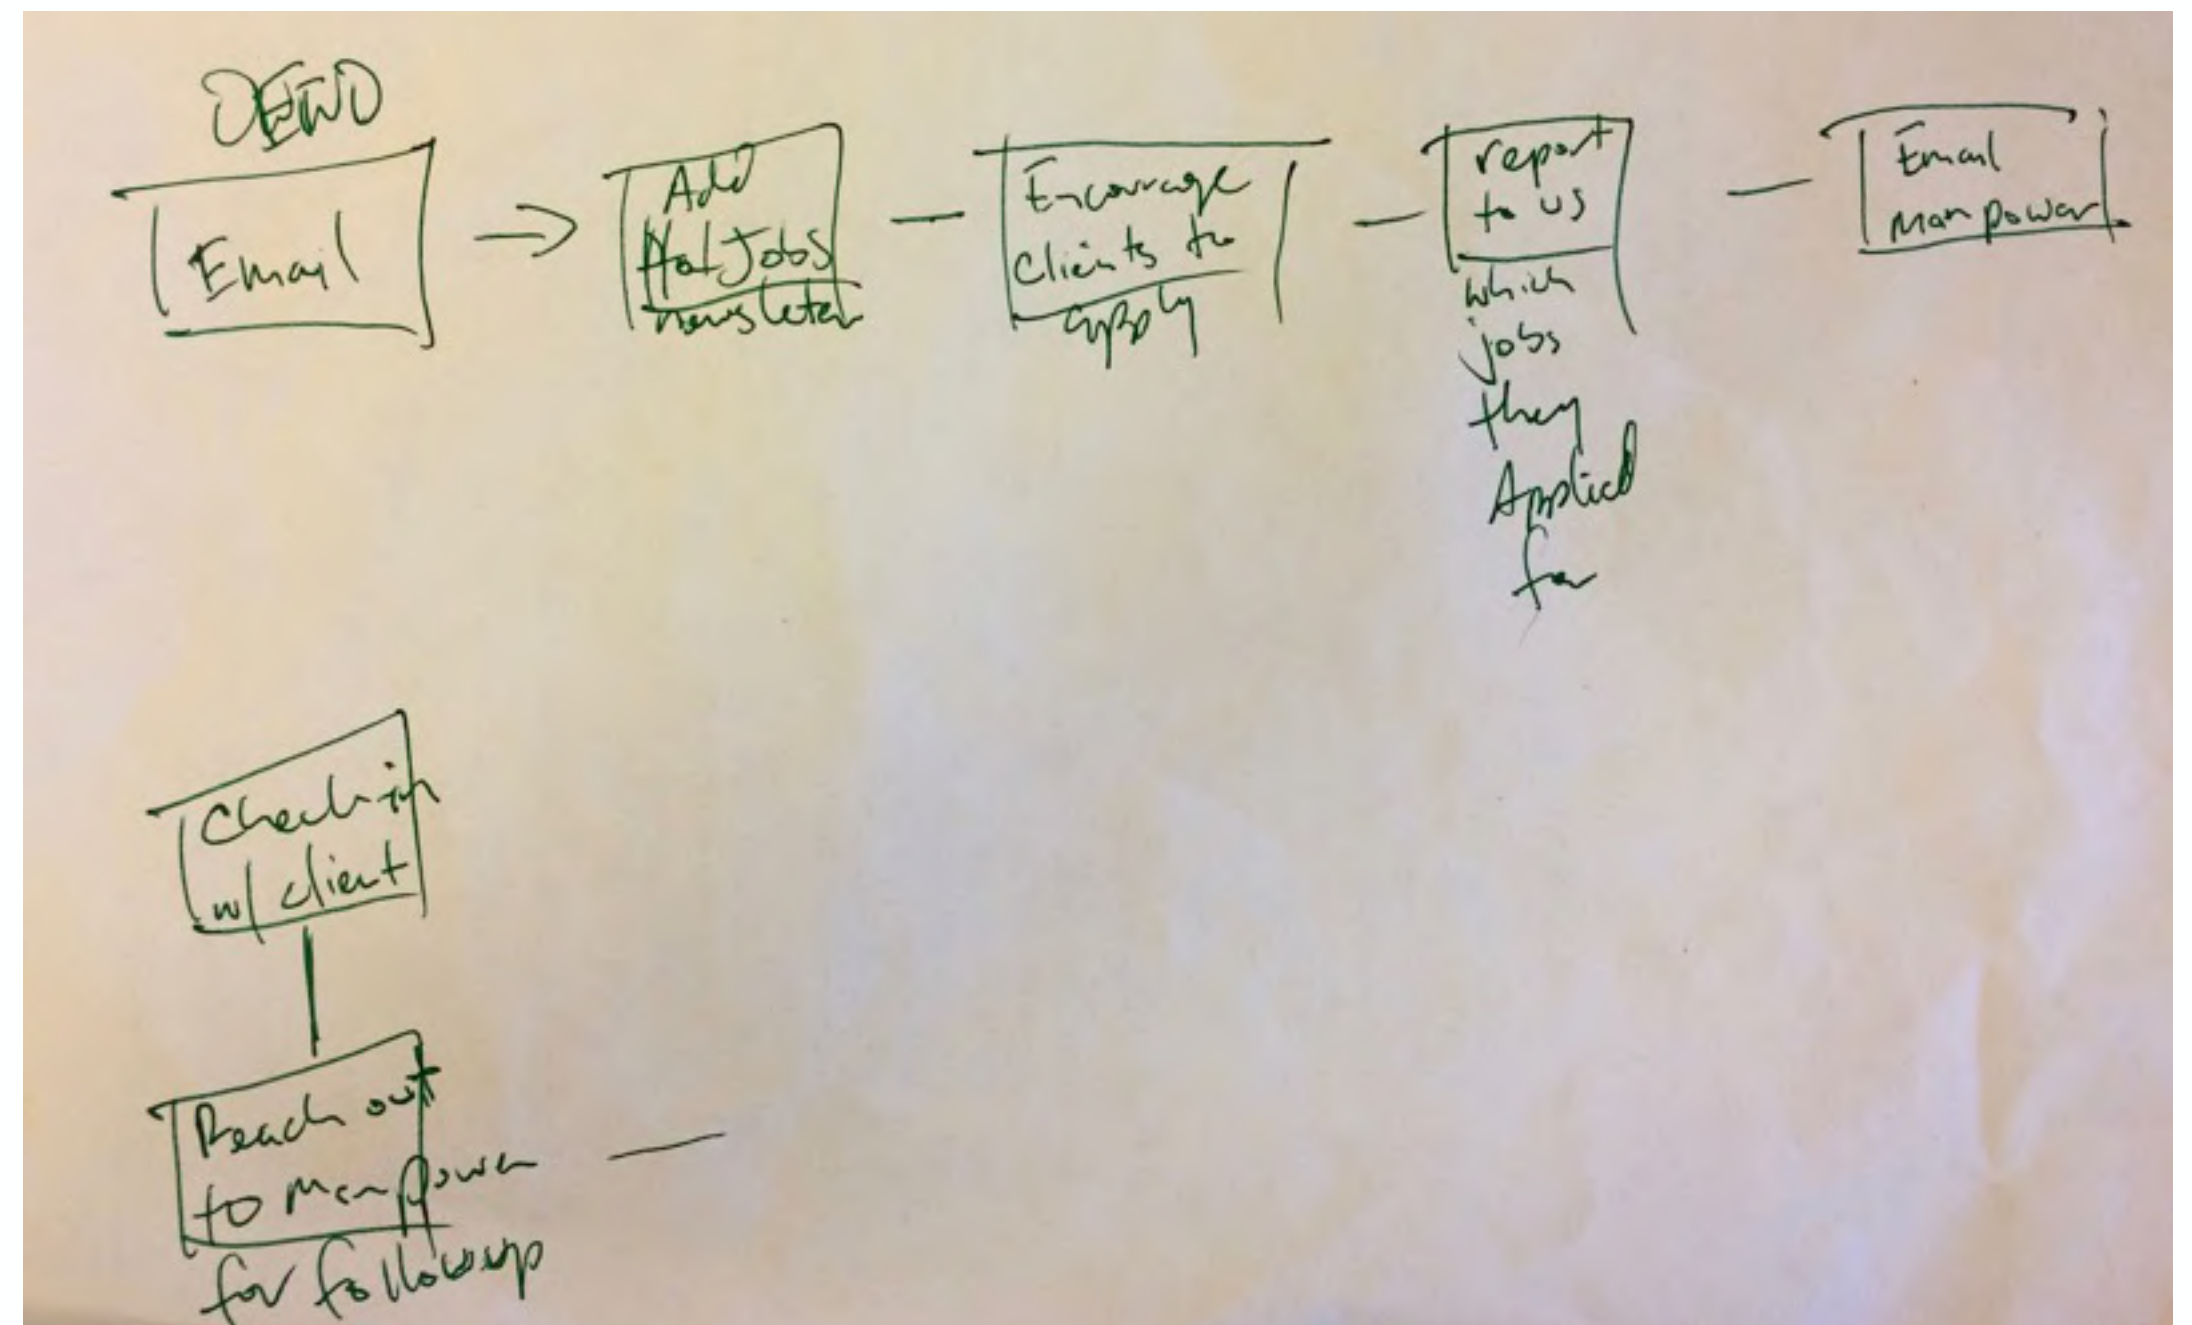 OEWD
Email
Add
Hot Jobs
newsletter
Encourage
Clients to
apply
report
to us
which
jobs
they
Applied
for
Email
Manpower
Check-in
w/ client
Reach out
to Manpower
for followup